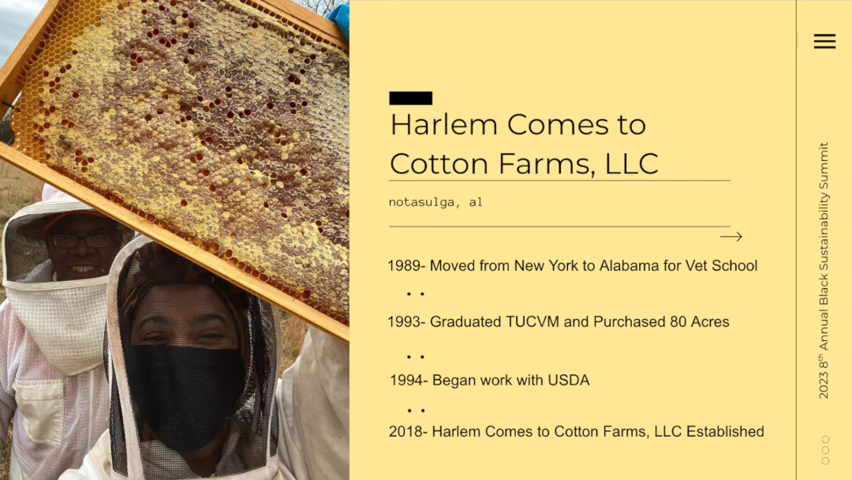 Harlem Comes to
Cotton Farms, LLC
notasulga, al
1989- Moved from New York to Alabama for Vet School
1993- Graduated TUCVM and Purchased 80 Acres
1994- Began work with USDA
2018- Harlem Comes to Cotton Farms, LLC Established
2023 8th Annual Black Sustainability Summit